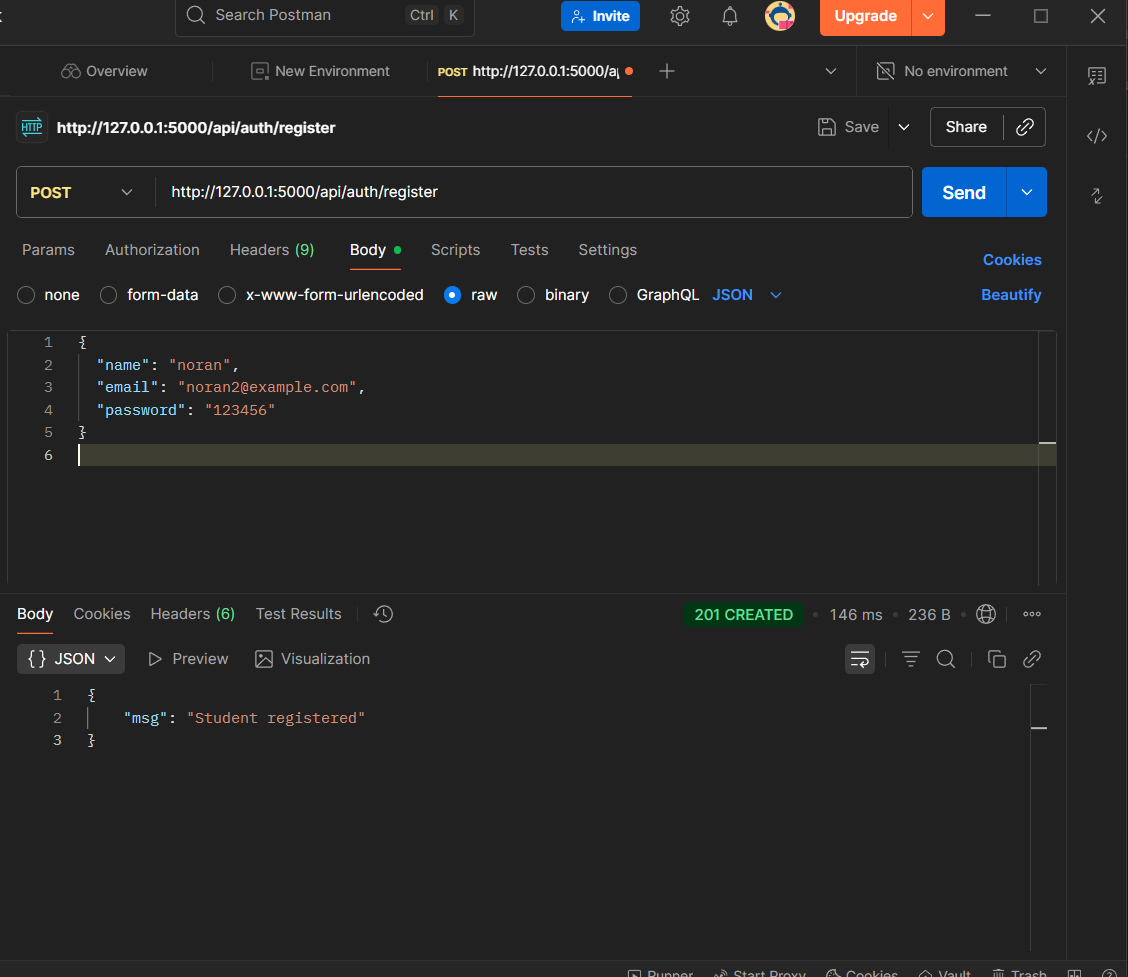 Search Postman Ctrl K Invite Upgrade
Overview New Environment POST http://127.0.0.1:5000/a No environment
HTTP http://127.0.0.1:5000/api/auth/register Save Share
POST http://127.0.0.1:5000/api/auth/register Send
Params Authorization Headers (9) Body Scripts Tests Settings Cookies
none form-data x-www-form-urlencoded raw binary GraphQL JSON Beautify
1 {
2 "name": "noran",
3 "email": "noran2@example.com",
4 "password": "123456"
5 }
6
Body Cookies Headers (6) Test Results 201 CREATED • 146 ms • 236 B
{} JSON Preview Visualization
1 {
2 "msg": "Student registered"
3 }
Runner Start Proxy Cookies Vault Trash